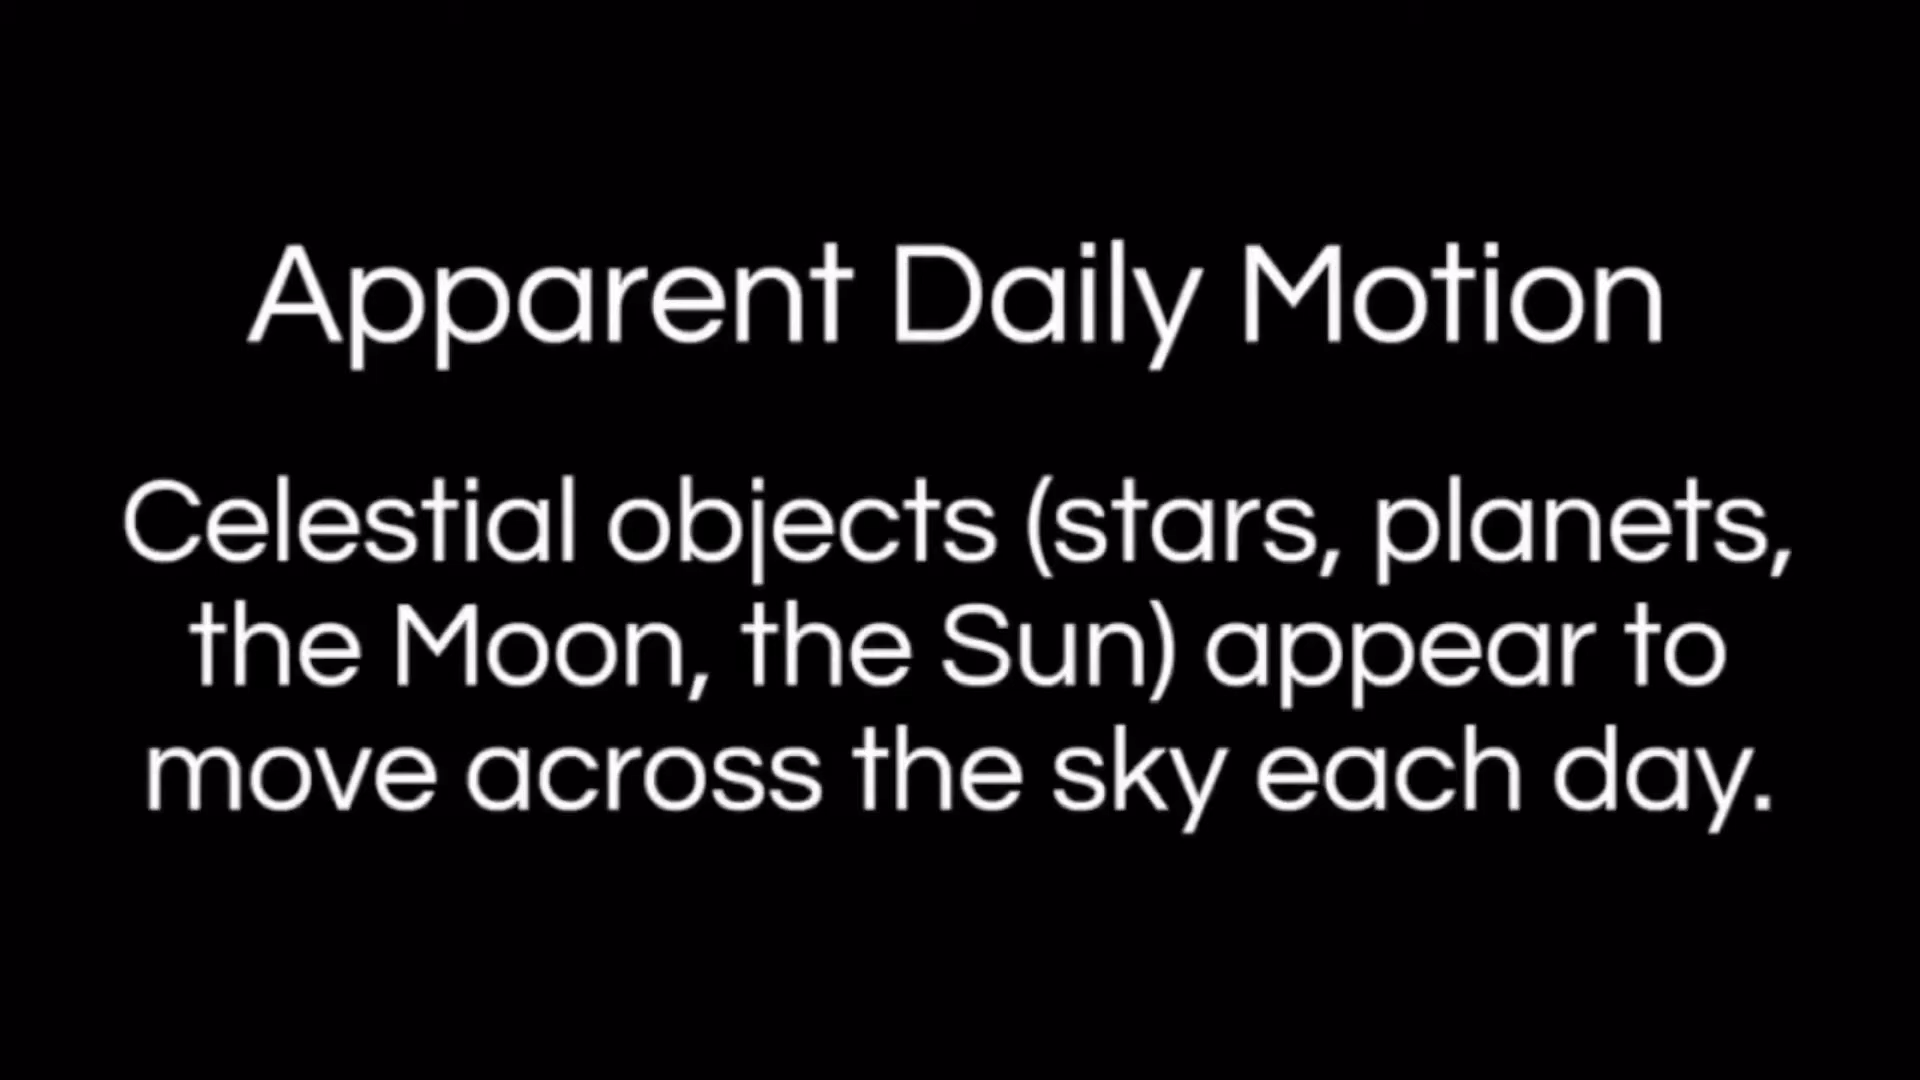 Apparent Daily Motion
Celestial objects (stars, planets,
the Moon, the Sun) appear to
move across the sky each day.